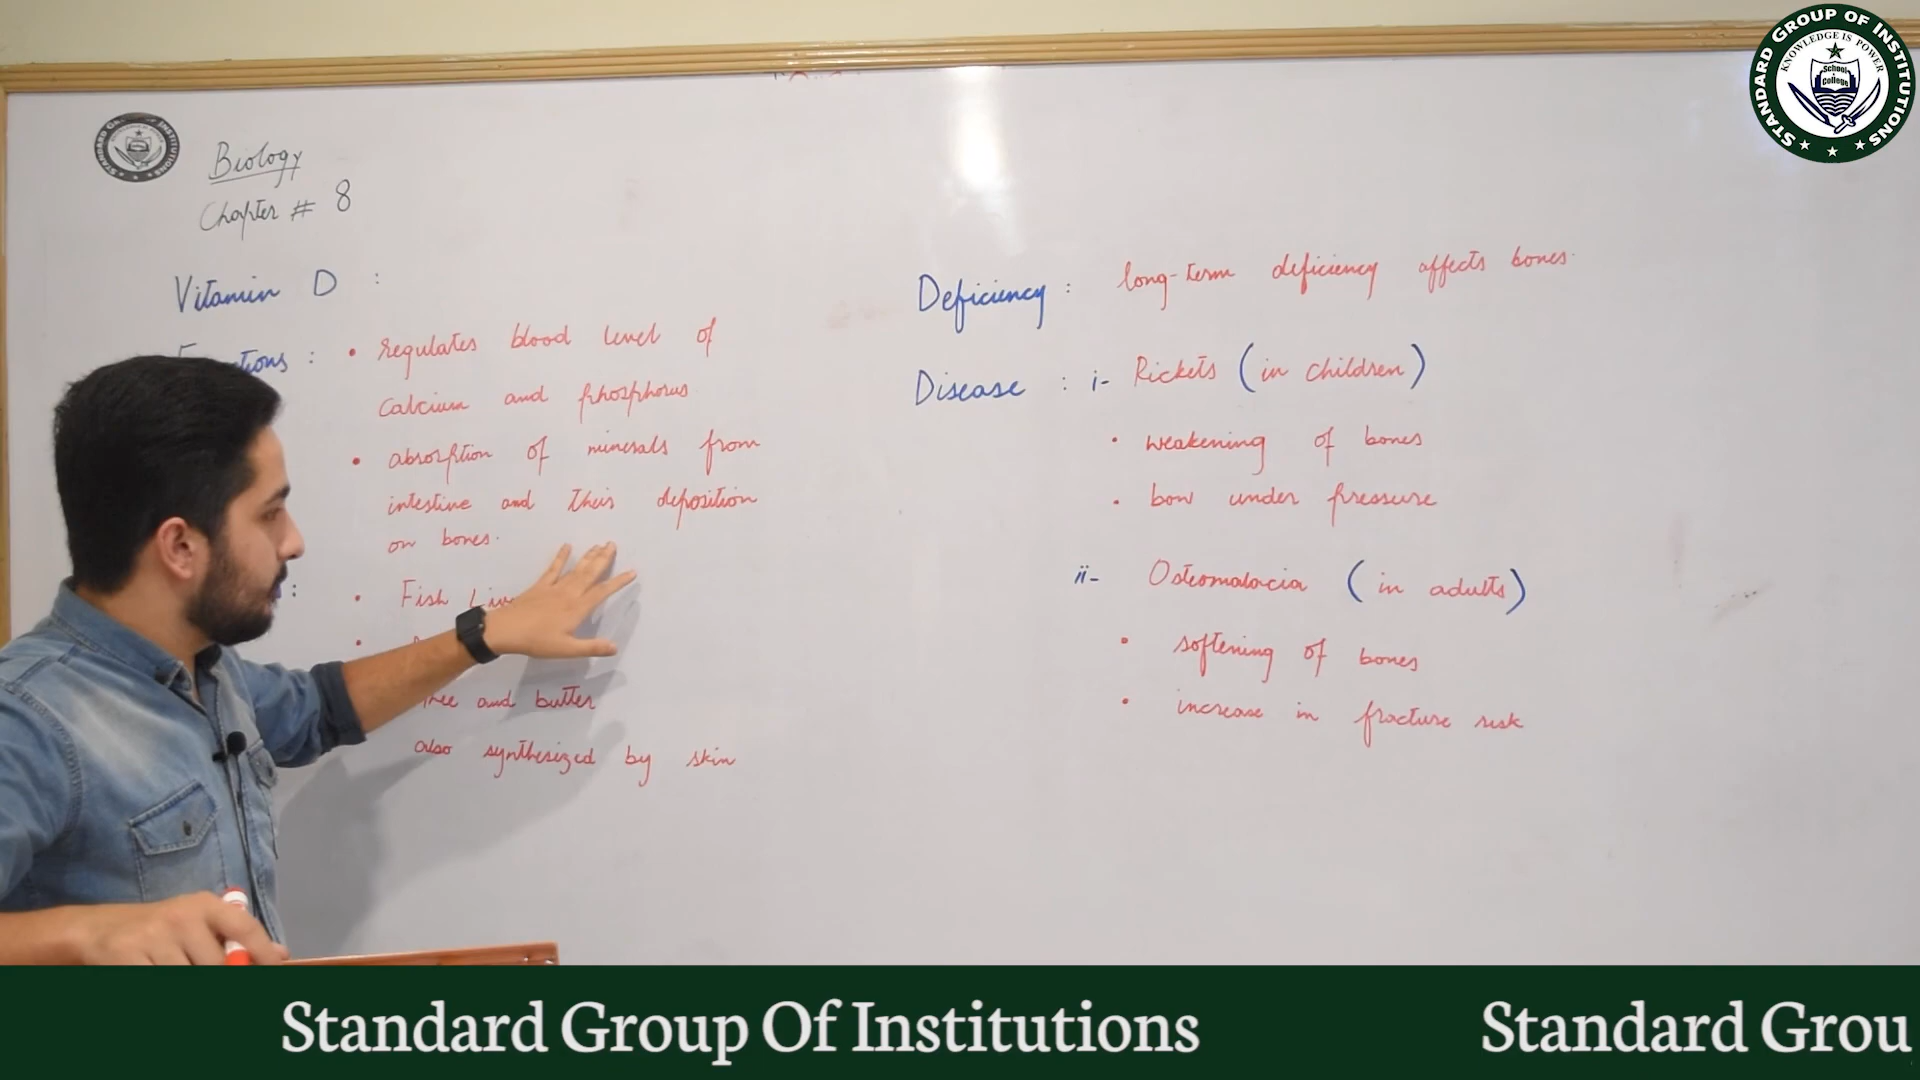 STANDARD GROUP OF INSTITUTIONS
KNOWLEDGE IS POWER
School & College
Biology
Chapter # 8
Vitamin D :
: • regulates blood level of
Calcium and phosphorus
• absorption of minerals from
intestine and their deposition
on bones.
: • Fish
•
and butter
also synthesized by skin
Deficiency : long-term deficiency affects bones.
Disease : i- Rickets (in children)
• weakening of bones
• bow under pressure
ii- Osteomalacia (in adults)
• softening of bones
• increase in fracture risk
Standard Group Of Institutions Standard Grou